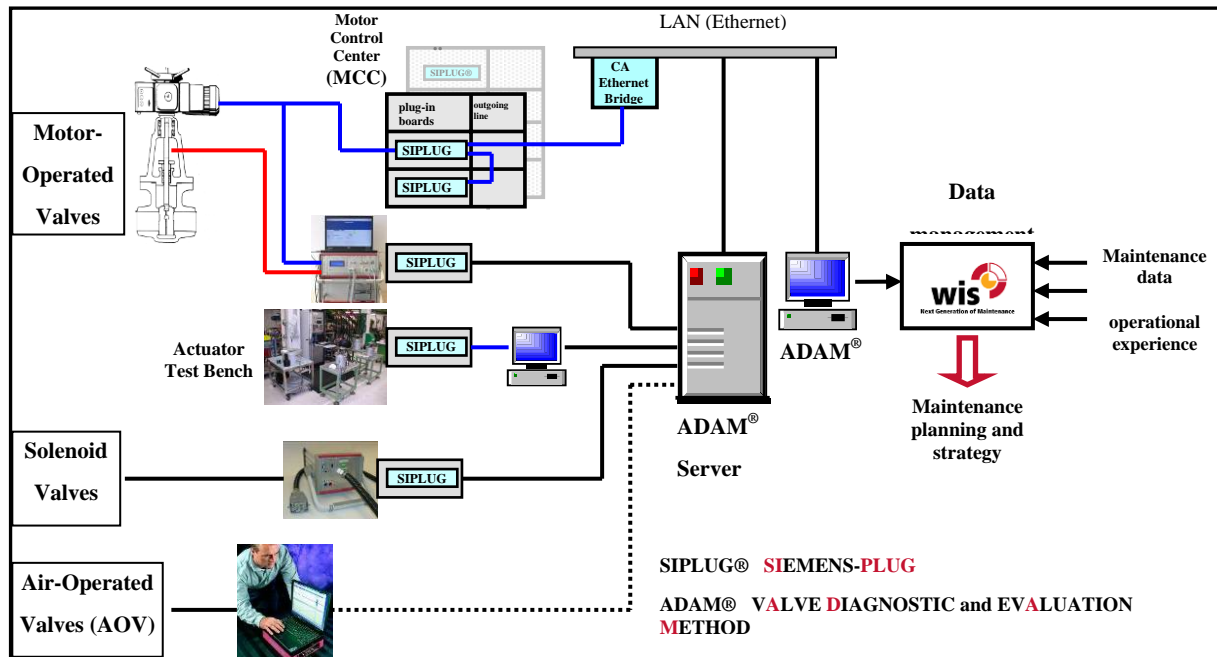 Motor
Control
Center
(MCC)
LAN (Ethernet)
SIPLUG®
CA
Ethernet
Bridge
plug-in
boards
outgoing
line
SIPLUG
SIPLUG
Motor-
Operated
Valves
Data
management
SIPLUG
wis
Next Generation of Maintenance
Maintenance
data
operational
experience
ADAM®
Actuator
Test Bench
SIPLUG
Maintenance
planning and
strategy
ADAM®
Server
Solenoid
Valves
SIPLUG
Air-Operated
Valves (AOV)
SIPLUG® SIEMENS-PLUG
ADAM® VALVE DIAGNOSTIC and EVALUATION
METHOD